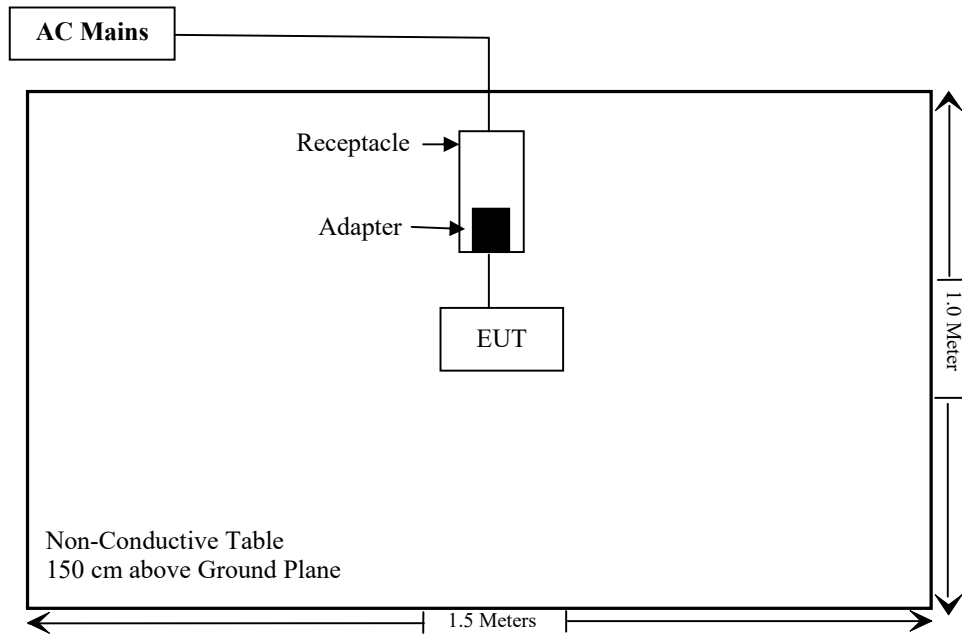 AC Mains
Receptacle
Adapter
EUT
1.0 Meter
Non-Conductive Table
150 cm above Ground Plane
1.5 Meters